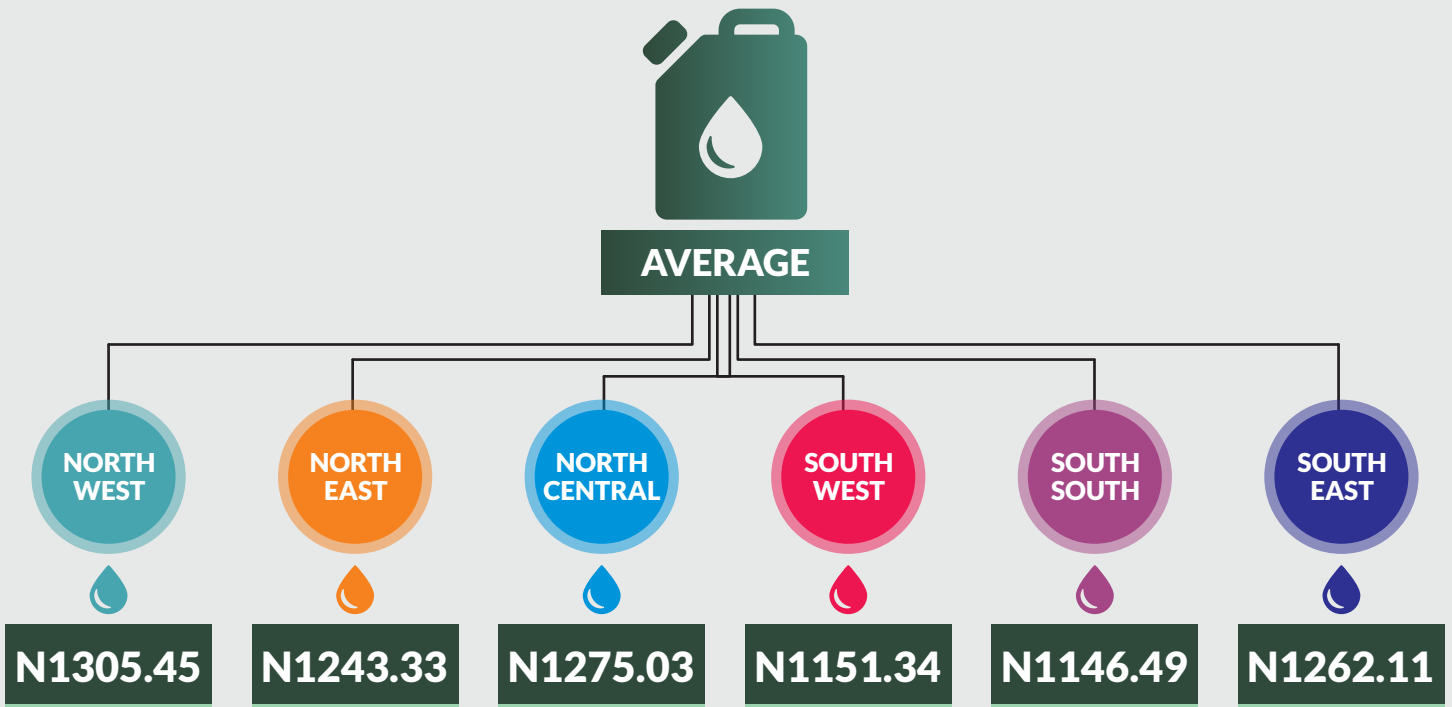 AVERAGE
NORTH
WEST
NORTH
EAST
NORTH
CENTRAL
SOUTH
WEST
SOUTH
SOUTH
SOUTH
EAST
N1305.45
N1243.33
N1275.03
N1151.34
N1146.49
N1262.11